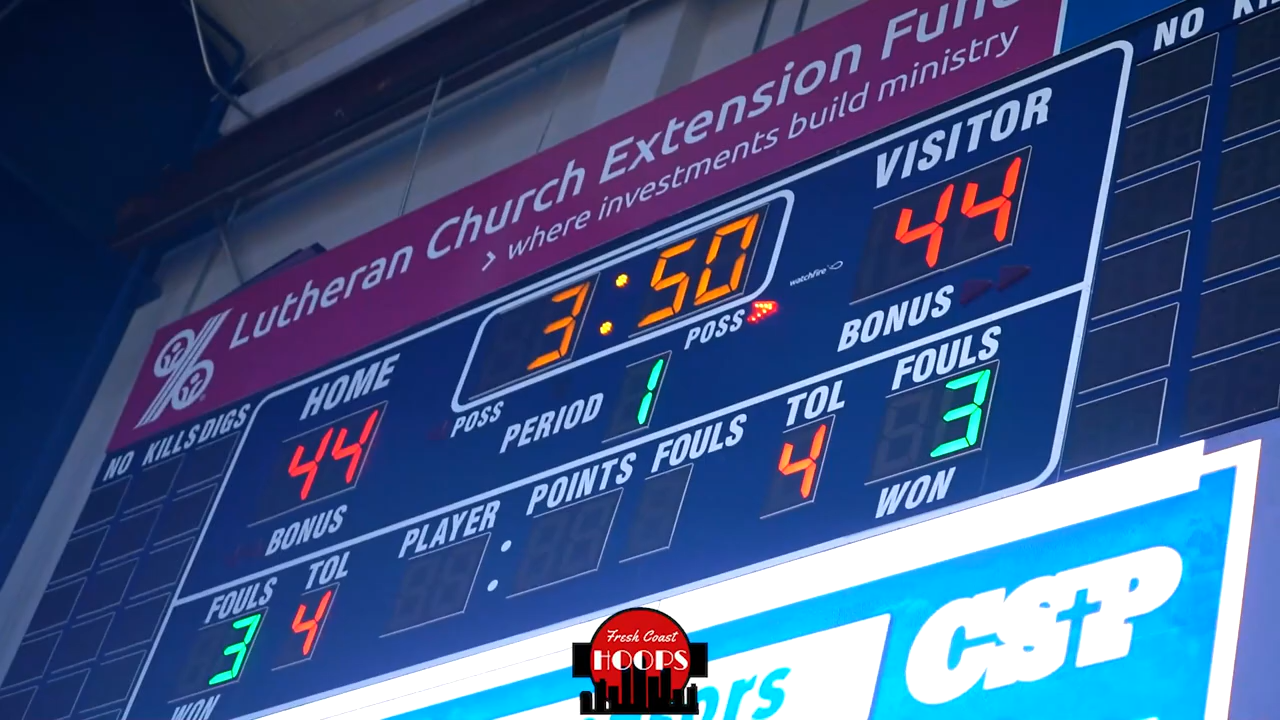 Lutheran Church Extension Fund
> where investments build ministry
NO KILLS DIGS
HOME
44
BONUS
FOULS
3
WON
TOL
4
3:50
POSS
POSS
PERIOD 1
PLAYER
POINTS
FOULS
watchfire
VISITOR
44
BONUS
TOL
4
FOULS
3
WON
NO
CSP
Fresh Coast
HOOPS